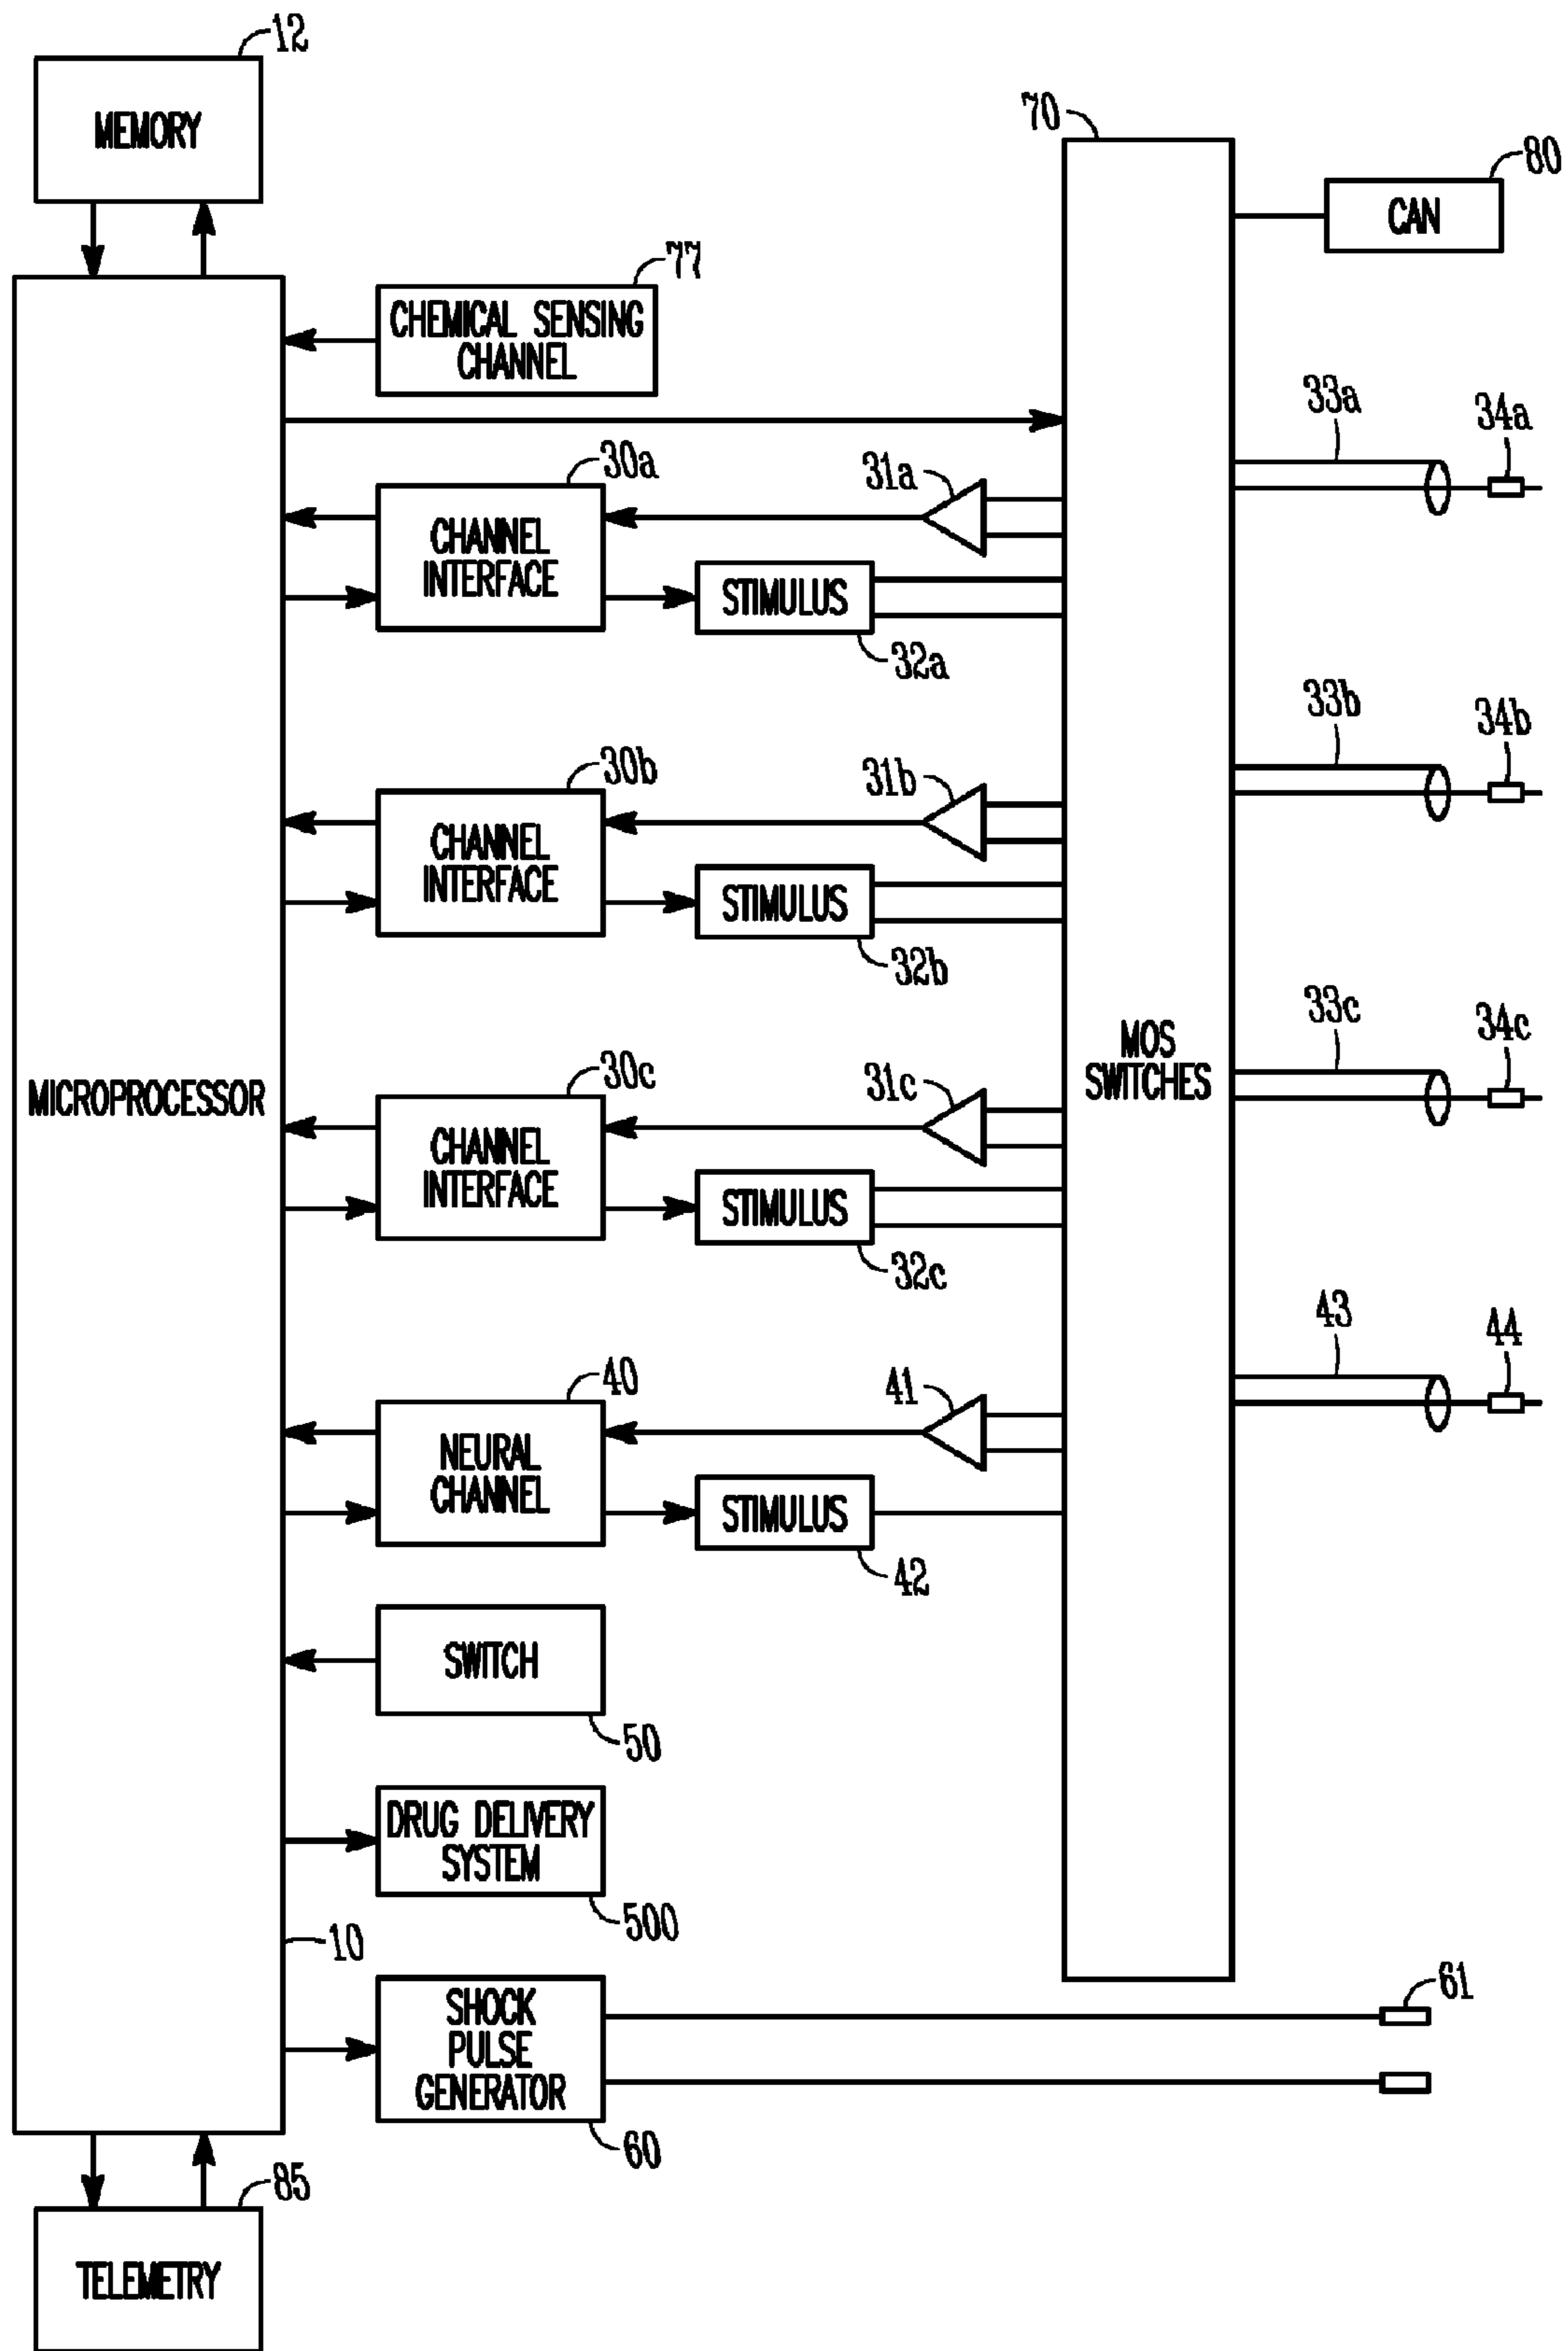 12
MEMORY
70
80
CAN
77
CHEMICAL SENSING
CHANNEL
33a
34a
30a
31a
CHANNEL
INTERFACE
STIMULUS
32a
33b
34b
30b
31b
CHANNEL
INTERFACE
STIMULUS
32b
33c
34c
MOS
SWITCHES
MICROPROCESSOR
30c
31c
CHANNEL
INTERFACE
STIMULUS
32c
43
44
40
41
NEURAL
CHANNEL
STIMULUS
42
SWITCH
50
DRUG DELIVERY
SYSTEM
500
10
61
SHOCK
PULSE
GENERATOR
60
85
TELEMETRY